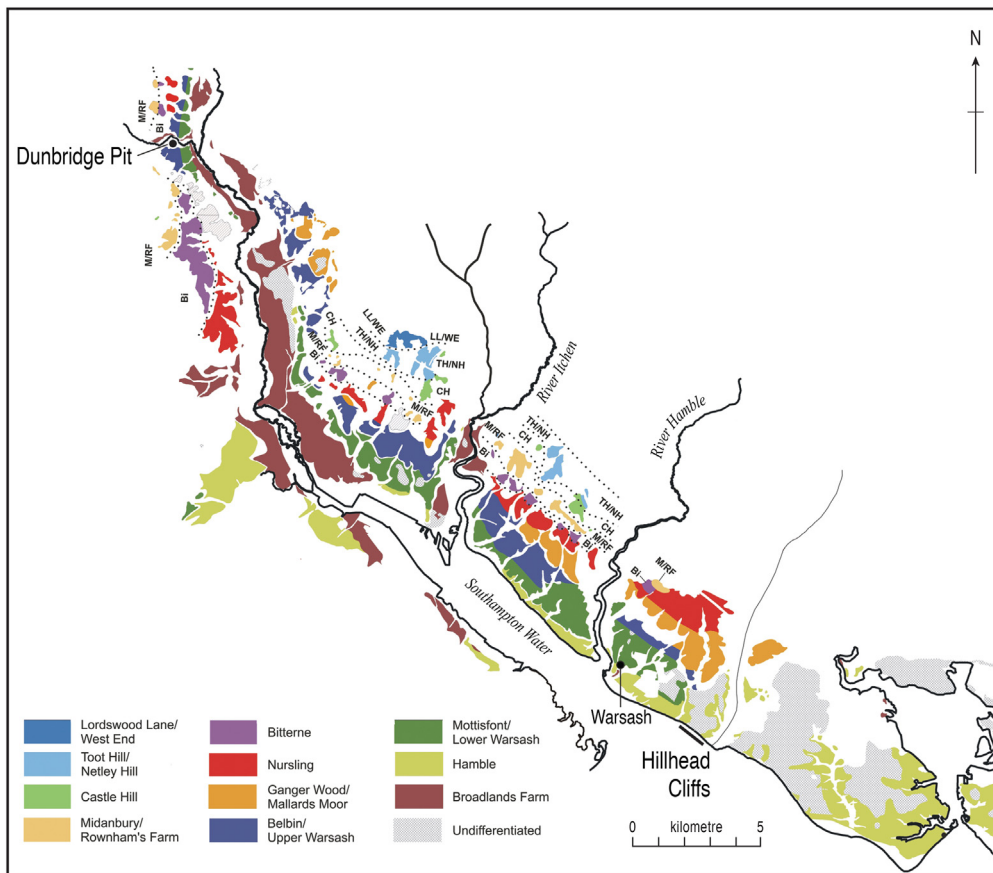 N
M/RF
Bi
Dunbridge Pit
M/RF
Bi
CH
LL/WE
TH/NH
LL/WE
M/RF
Bi
TH/NH
CH
M/RF
River Itchen
TH/NH
CH
M/RF
Bi
River Hamble
TH/NH
CH
M/RF
Bi
Bi
M/RF
Southampton Water
Warsash
Hillhead
Cliffs
Lordswood Lane/
West End
Toot Hill/
Netley Hill
Castle Hill
Midanbury/
Rownham's Farm
Bitterne
Nursling
Ganger Wood/
Mallards Moor
Belbin/
Upper Warsash
Mottisfont/
Lower Warsash
Hamble
Broadlands Farm
Undifferentiated
0 kilometre 5